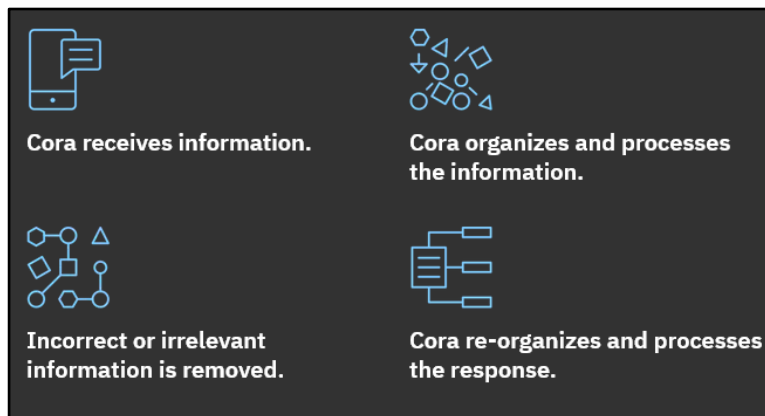 Cora receives information.
Cora organizes and processes
the information.
Incorrect or irrelevant
information is removed.
Cora re-organizes and processes
the response.